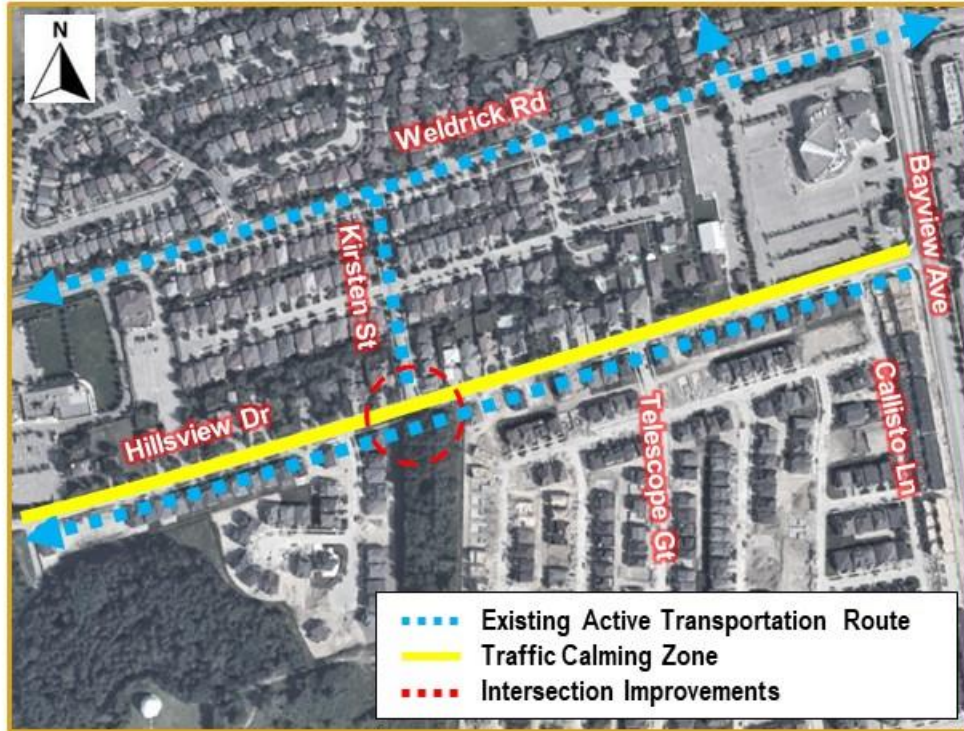 N
Weldrick Rd
Bayview Ave
Kirsten St
Hillsview Dr
Telescope Gt
Callisto Ln
Existing Active Transportation Route
Traffic Calming Zone
Intersection Improvements